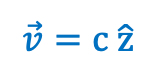 v⃗ = c ẑ